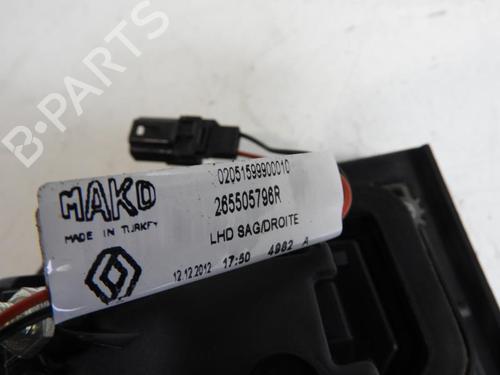 B-PARTS
MAKO
MADE IN TURKEY
02051599900010
265505796R
LHD SAG/DROITE
12.12.2012 17:50 4982 A